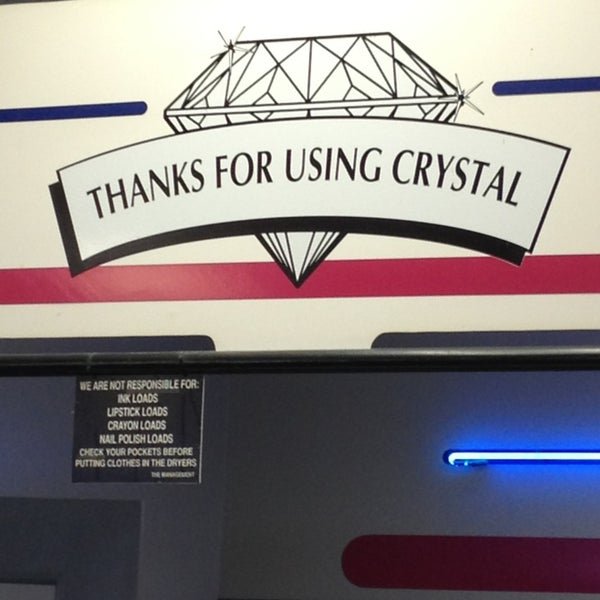 THANKS FOR USING CRYSTAL
WE ARE NOT RESPONSIBLE FOR:
INK LOADS
LIPSTICK LOADS
CRAYON LOADS
NAIL POLISH LOADS
CHECK YOUR POCKETS BEFORE
PUTTING CLOTHES IN THE DRYERS
THE MANAGEMENT